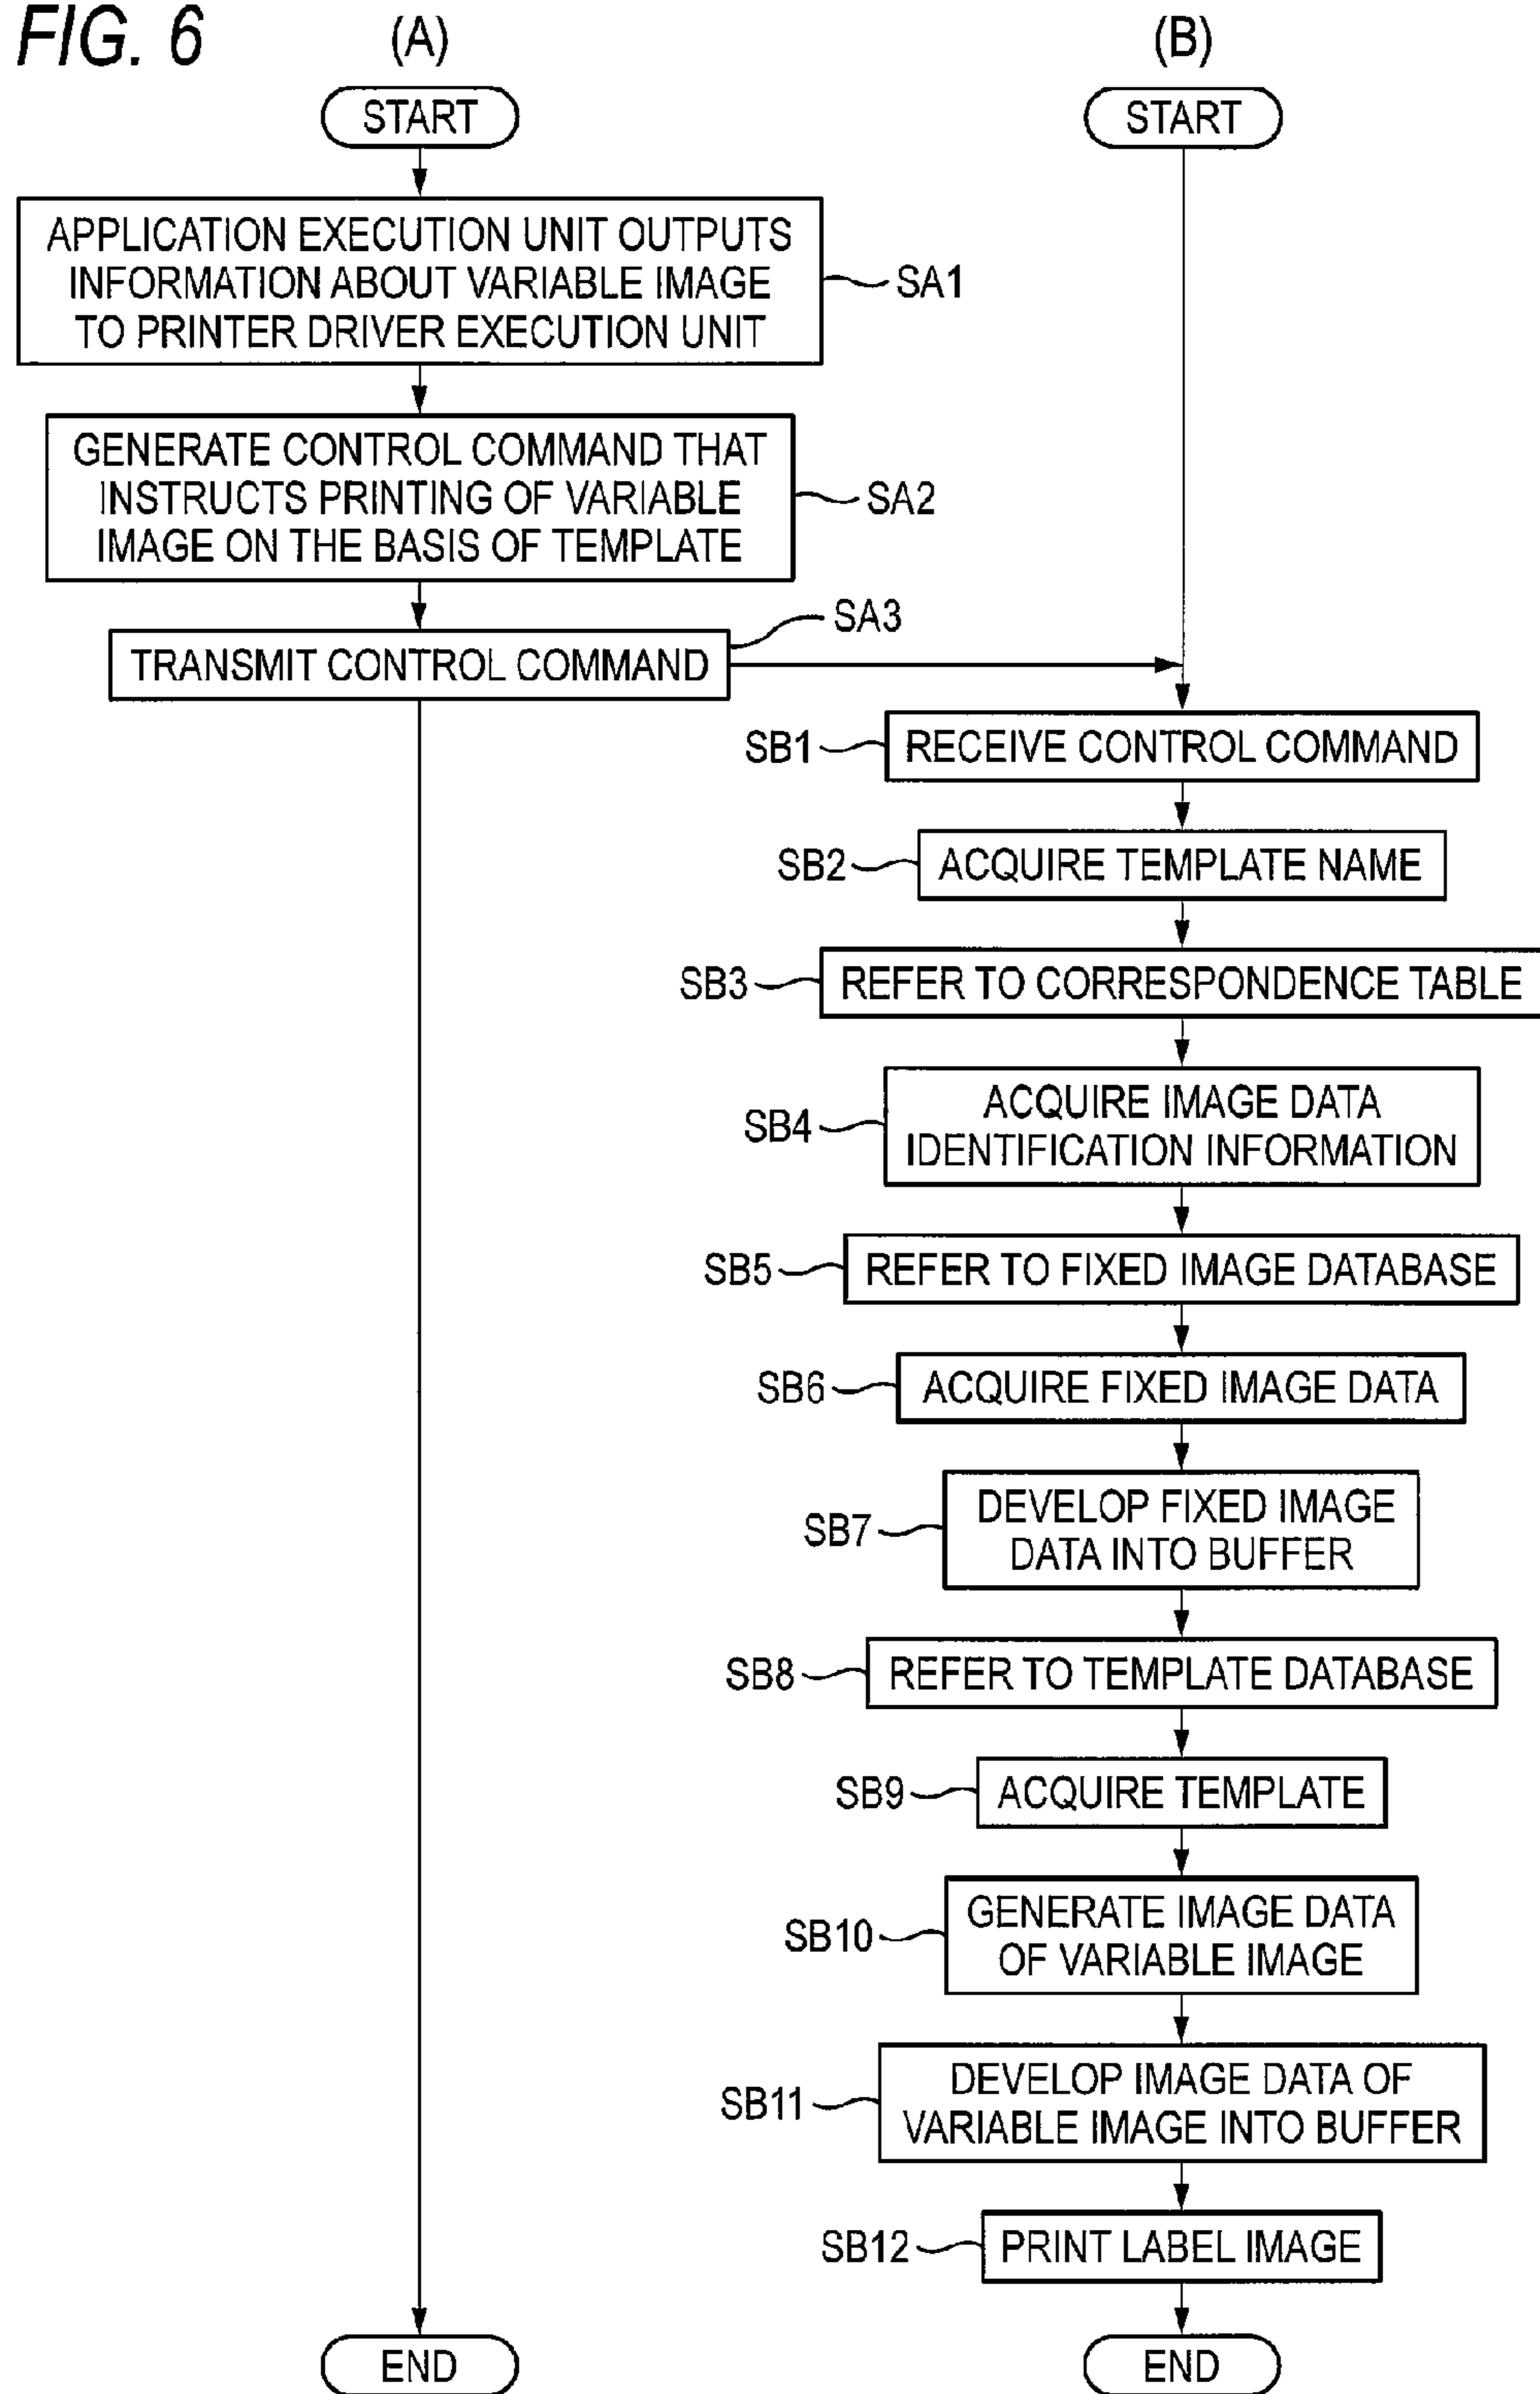 FIG. 6
(A)
(B)
START
START
APPLICATION EXECUTION UNIT OUTPUTS
INFORMATION ABOUT VARIABLE IMAGE
TO PRINTER DRIVER EXECUTION UNIT
SA1
GENERATE CONTROL COMMAND THAT
INSTRUCTS PRINTING OF VARIABLE
IMAGE ON THE BASIS OF TEMPLATE
SA2
SA3
TRANSMIT CONTROL COMMAND
SB1
RECEIVE CONTROL COMMAND
SB2
ACQUIRE TEMPLATE NAME
SB3
REFER TO CORRESPONDENCE TABLE
SB4
ACQUIRE IMAGE DATA
IDENTIFICATION INFORMATION
SB5
REFER TO FIXED IMAGE DATABASE
SB6
ACQUIRE FIXED IMAGE DATA
SB7
DEVELOP FIXED IMAGE
DATA INTO BUFFER
SB8
REFER TO TEMPLATE DATABASE
SB9
ACQUIRE TEMPLATE
SB10
GENERATE IMAGE DATA
OF VARIABLE IMAGE
SB11
DEVELOP IMAGE DATA OF
VARIABLE IMAGE INTO BUFFER
SB12
PRINT LABEL IMAGE
END
END